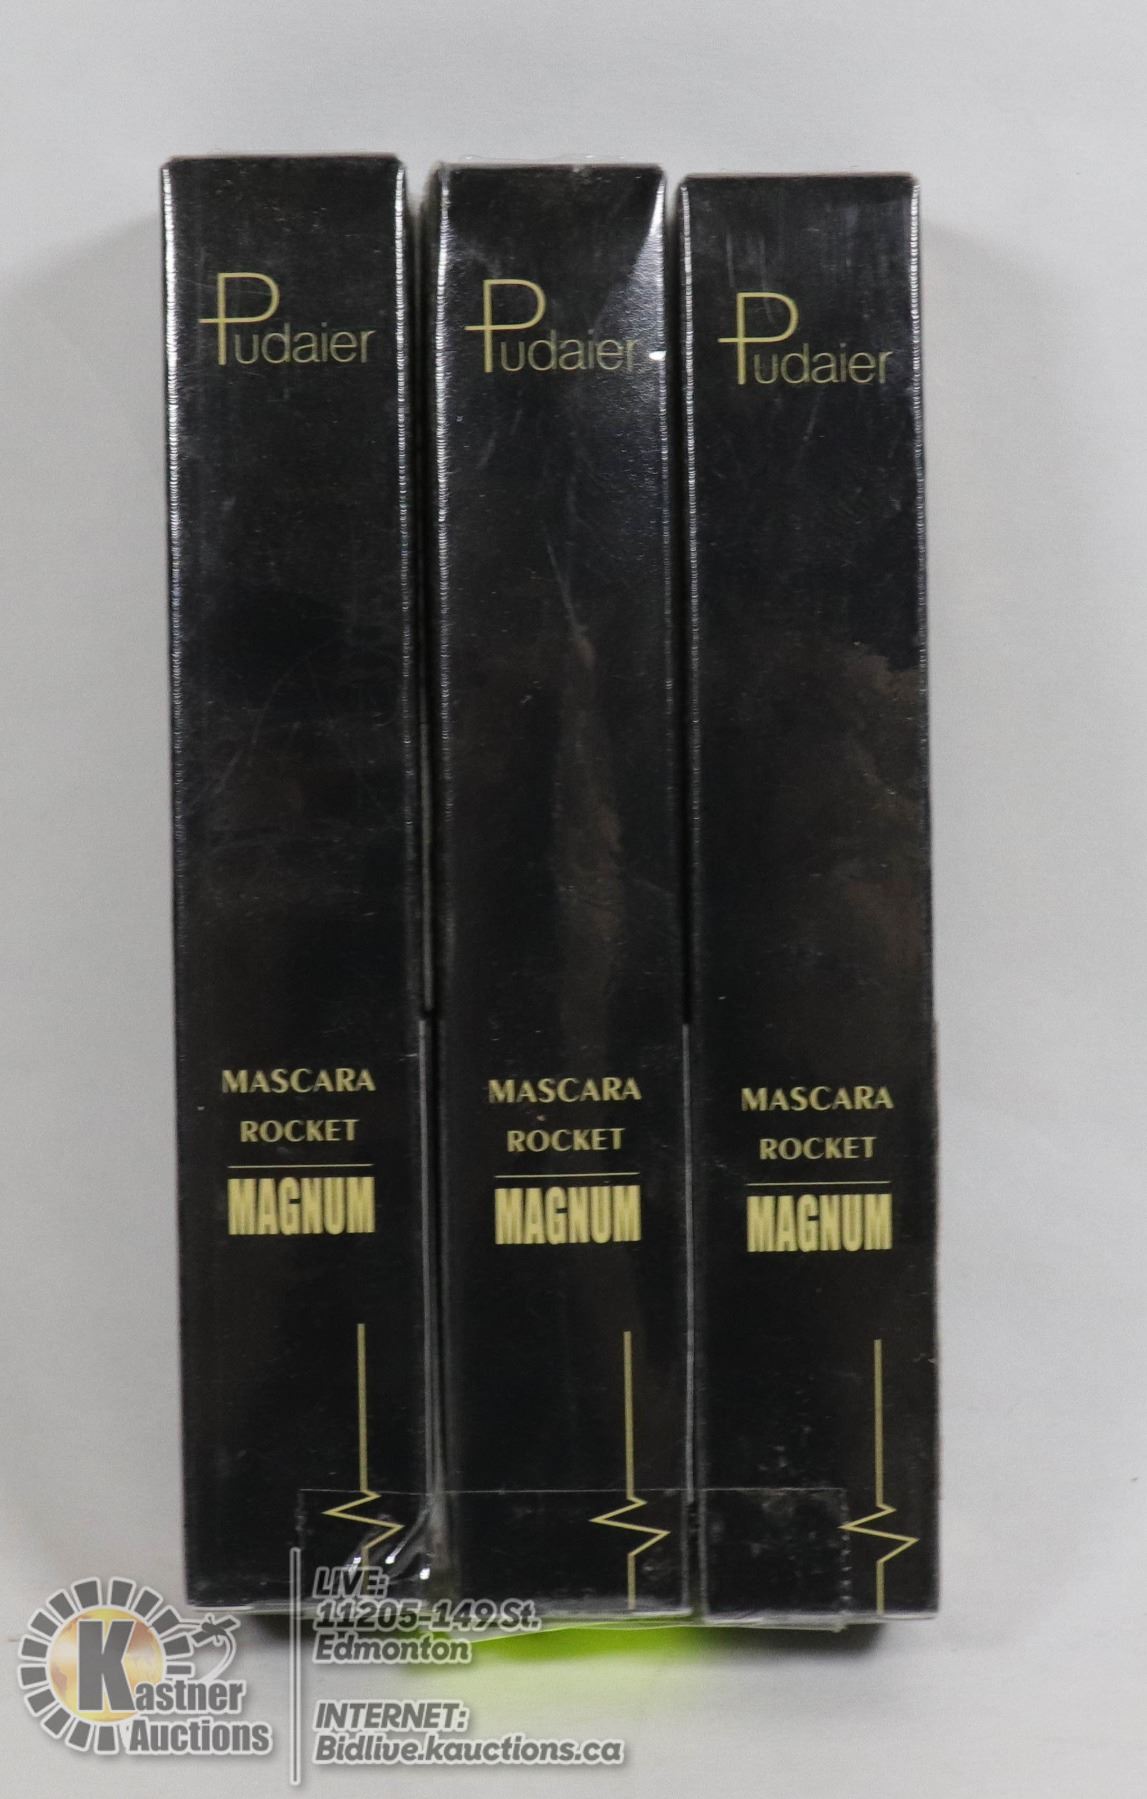 Pudaier
MASCARA
ROCKET
MAGNUM
Pudaier
MASCARA
ROCKET
MAGNUM
Pudaier
MASCARA
ROCKET
MAGNUM
Kastner
Auctions
LIVE:
11205-149 St.
Edmonton
INTERNET:
Bidlive.kauctions.ca